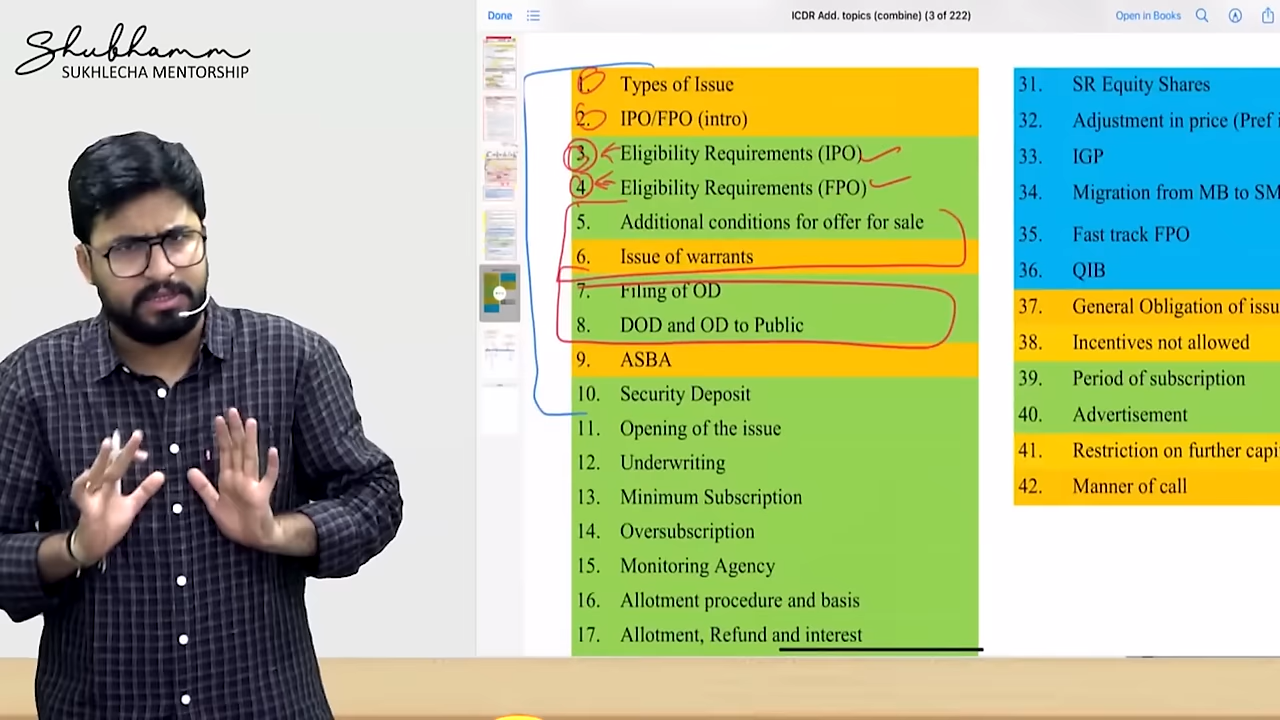 Shubhamm
SUKHLECHA MENTORSHIP
Done
ICDR Add. topics (combine) (3 of 222)
Open in Books
1. Types of Issue
2. IPO/FPO (intro)
3. Eligibility Requirements (IPO)
4 Eligibility Requirements (FPO)
5. Additional conditions for offer for sale
6. Issue of warrants
7. Filing of OD
8. DOD and OD to Public
9. ASBA
10. Security Deposit
11. Opening of the issue
12. Underwriting
13. Minimum Subscription
14. Oversubscription
15. Monitoring Agency
16. Allotment procedure and basis
17. Allotment, Refund and interest
31. SR Equity Shares
32. Adjustment in price (Pref i
33. IGP
34. Migration from MB to SM
35. Fast track FPO
36. QIB
37. General Obligation of issu
38. Incentives not allowed
39. Period of subscription
40. Advertisement
41. Restriction on further capi
42. Manner of call